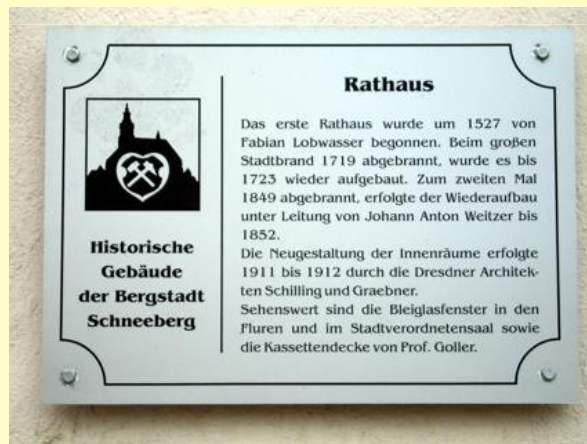 Rathaus
Das erste Rathaus wurde um 1527 von
Fabian Lobwasser begonnen. Beim großen
Stadtbrand 1719 abgebrannt, wurde es bis
1723 wieder aufgebaut. Zum zweiten Mal
1849 abgebrannt, erfolgte der Wiederaufbau
unter Leitung von Johann Anton Weitzer bis
1852.
Die Neugestaltung der Innenräume erfolgte
1911 bis 1912 durch die Dresdner Architek-
ten Schilling und Graebner.
Sehenswert sind die Bleiglasfenster in den
Fluren und im Stadtverordnetensaal sowie
die Kassettendecke von Prof. Goller.
Historische
Gebäude
der Bergstadt
Schneeberg